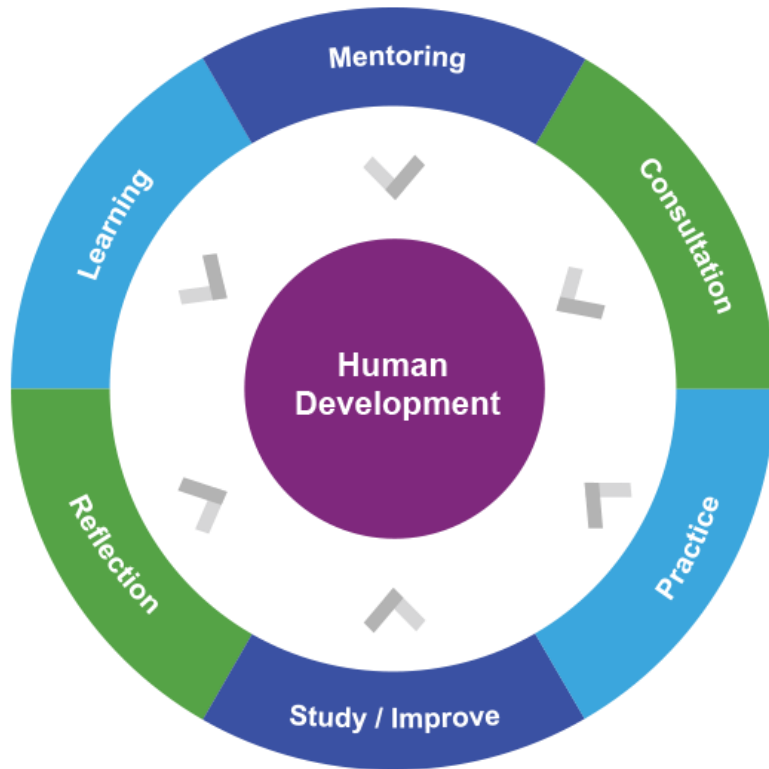 Mentoring
Consultation
Practice
Study / Improve
Reflection
Learning
Human
Development